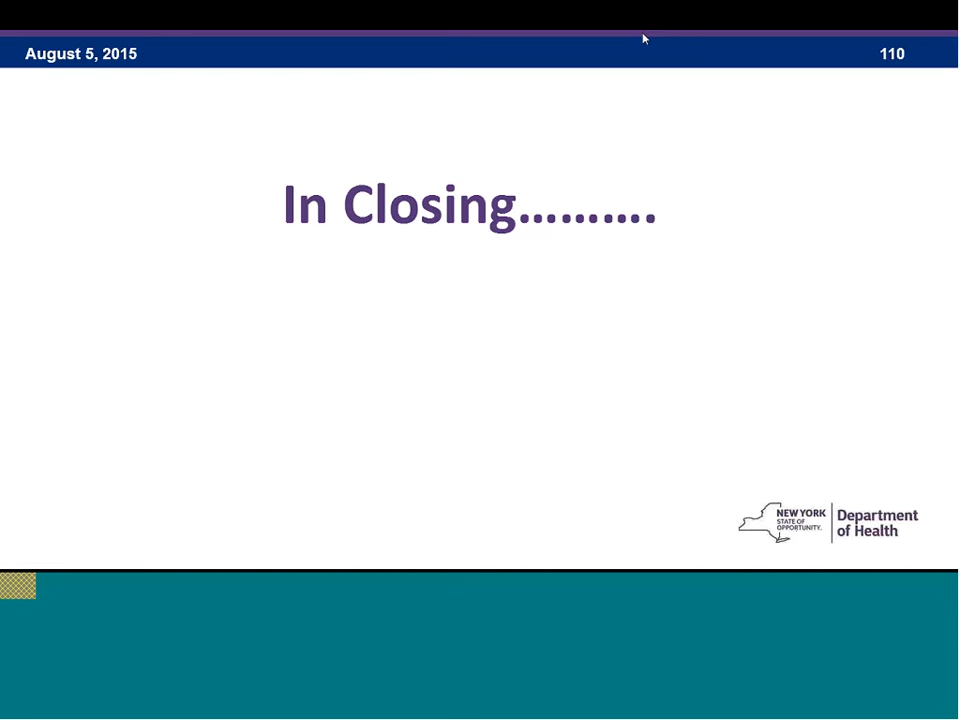 August 5, 2015
110
In Closing……….
NEW YORK
STATE OF
OPPORTUNITY.
Department
of Health